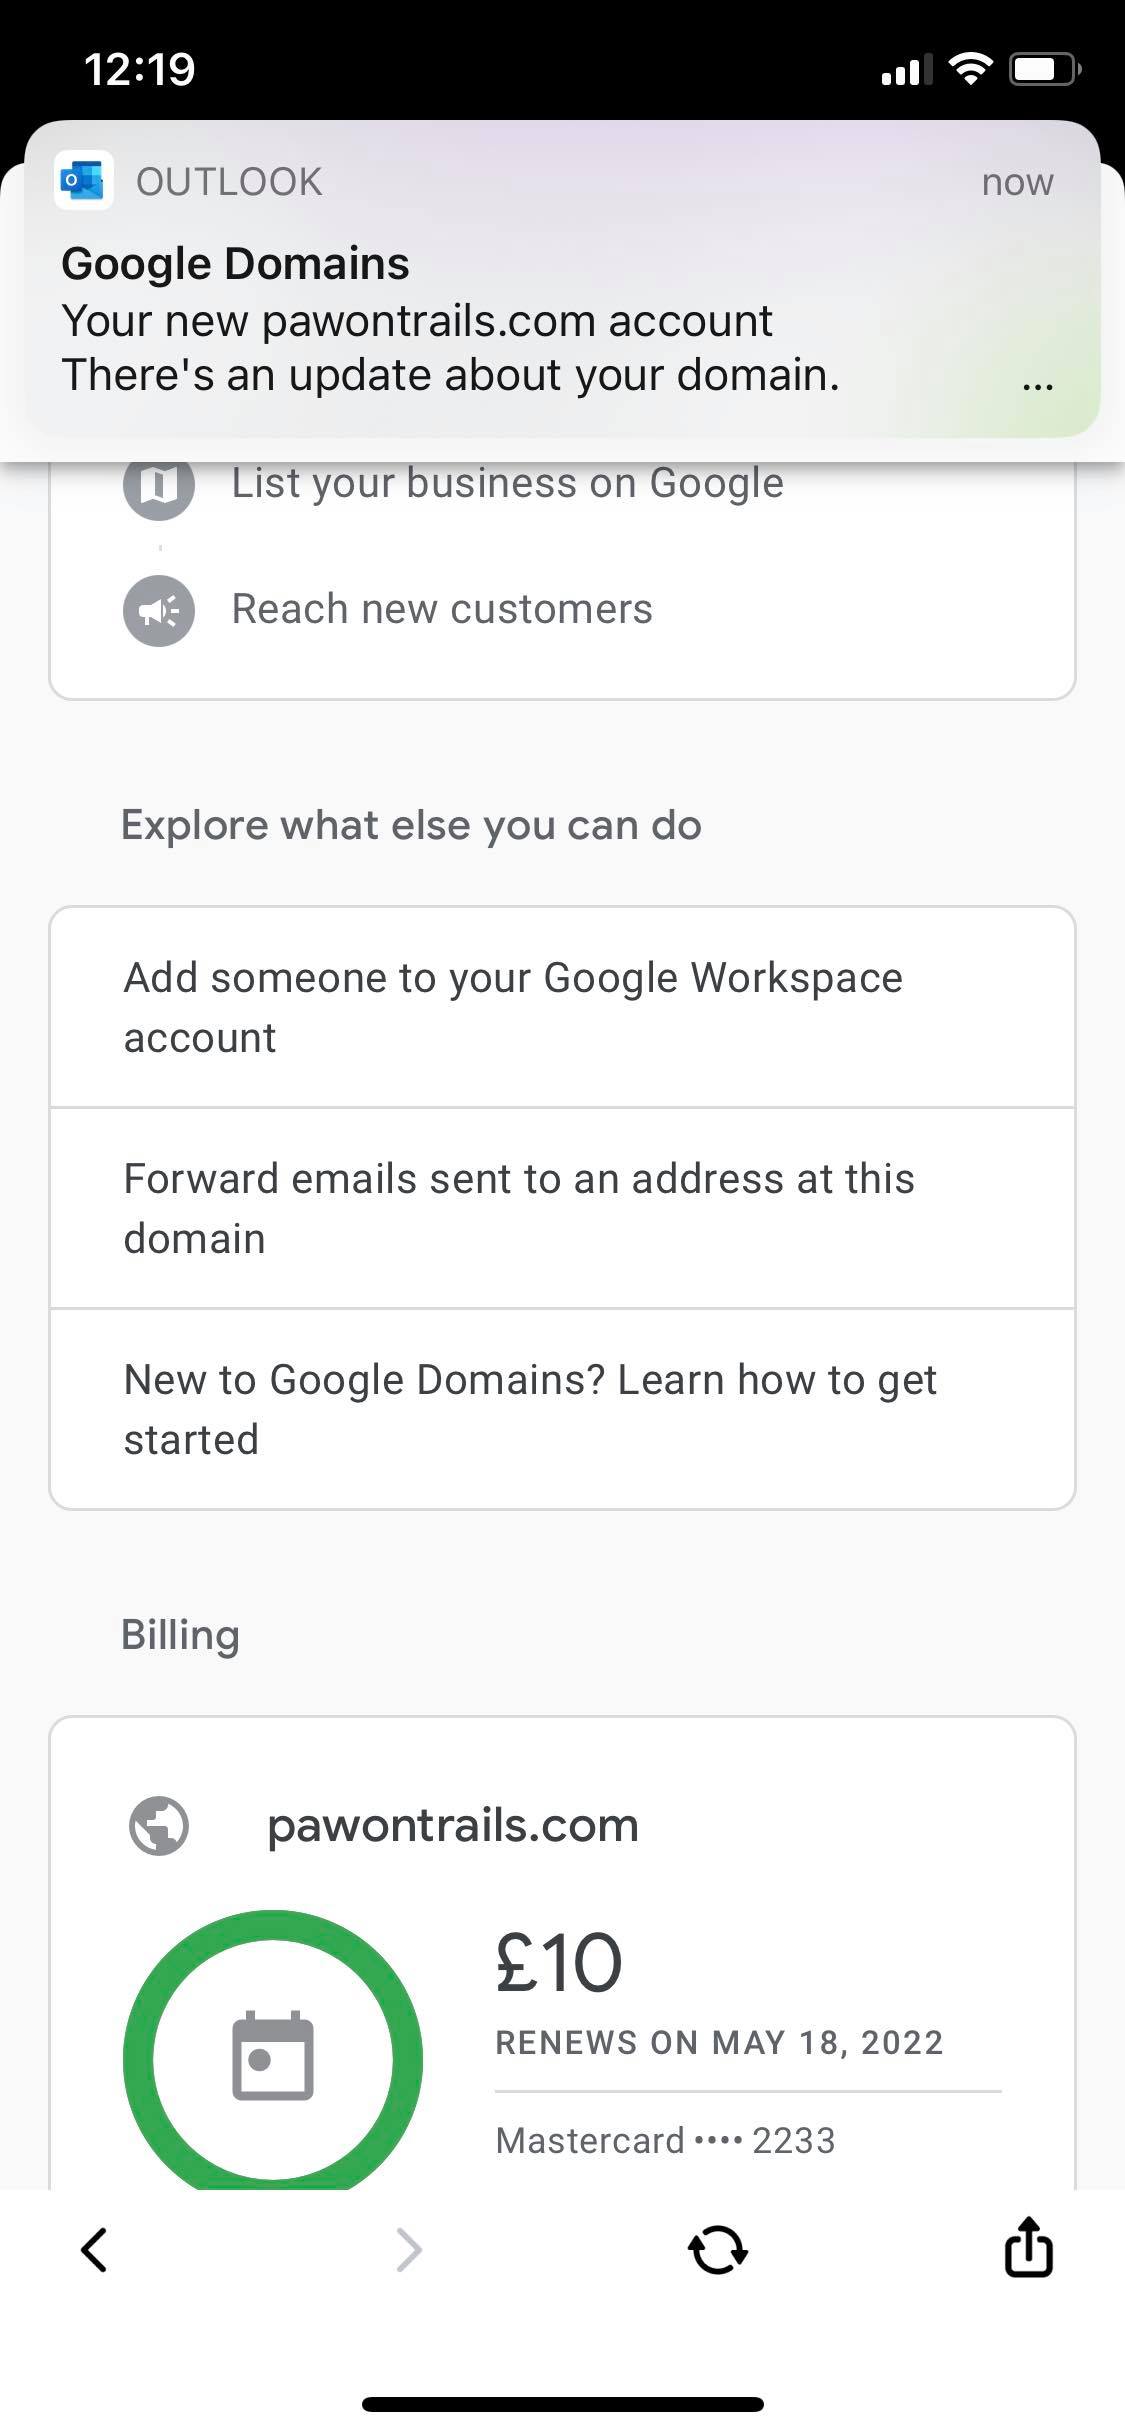 12:19
OUTLOOK
now
Google Domains
Your new pawontrails.com account
There's an update about your domain. ...
List your business on Google
Reach new customers
Explore what else you can do
Add someone to your Google Workspace
account
Forward emails sent to an address at this
domain
New to Google Domains? Learn how to get
started
Billing
pawontrails.com
£10
RENEWS ON MAY 18, 2022
Mastercard •••• 2233